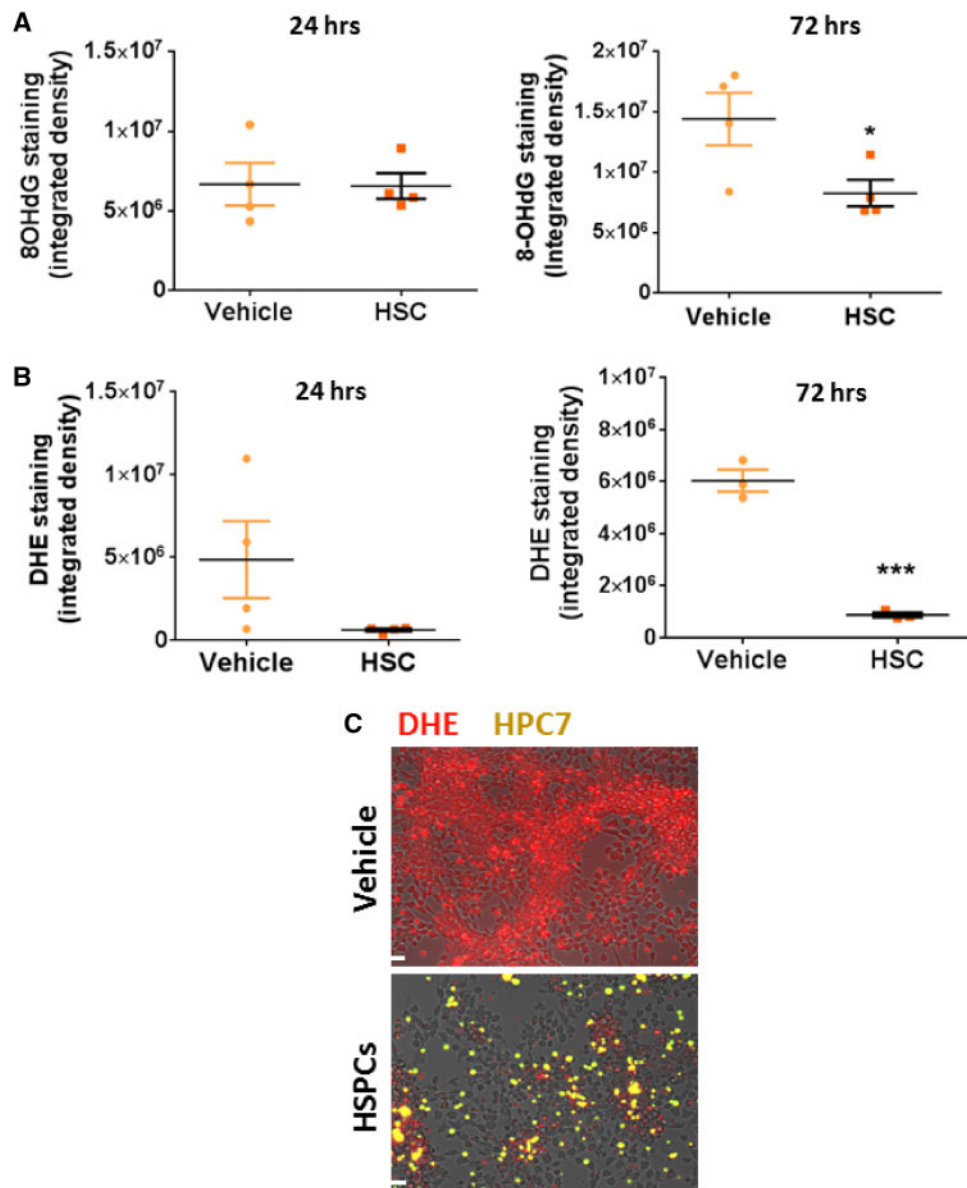 A
24 hrs
8OHdG staining
(integrated density)
1.5×10⁷
1×10⁷
5×10⁶
0
Vehicle HSC
72 hrs
8-OHdG staining
(Integrated density)
2×10⁷
1.5×10⁷
1×10⁷
5×10⁶
0
*
Vehicle HSC
B
24 hrs
DHE staining
(integrated density)
1.5×10⁷
1×10⁷
5×10⁶
0
Vehicle HSC
72 hrs
DHE staining
(integrated density)
1×10⁷
8×10⁶
6×10⁶
4×10⁶
2×10⁶
0
***
Vehicle HSC
C DHE HPC7
Vehicle
HSPCs